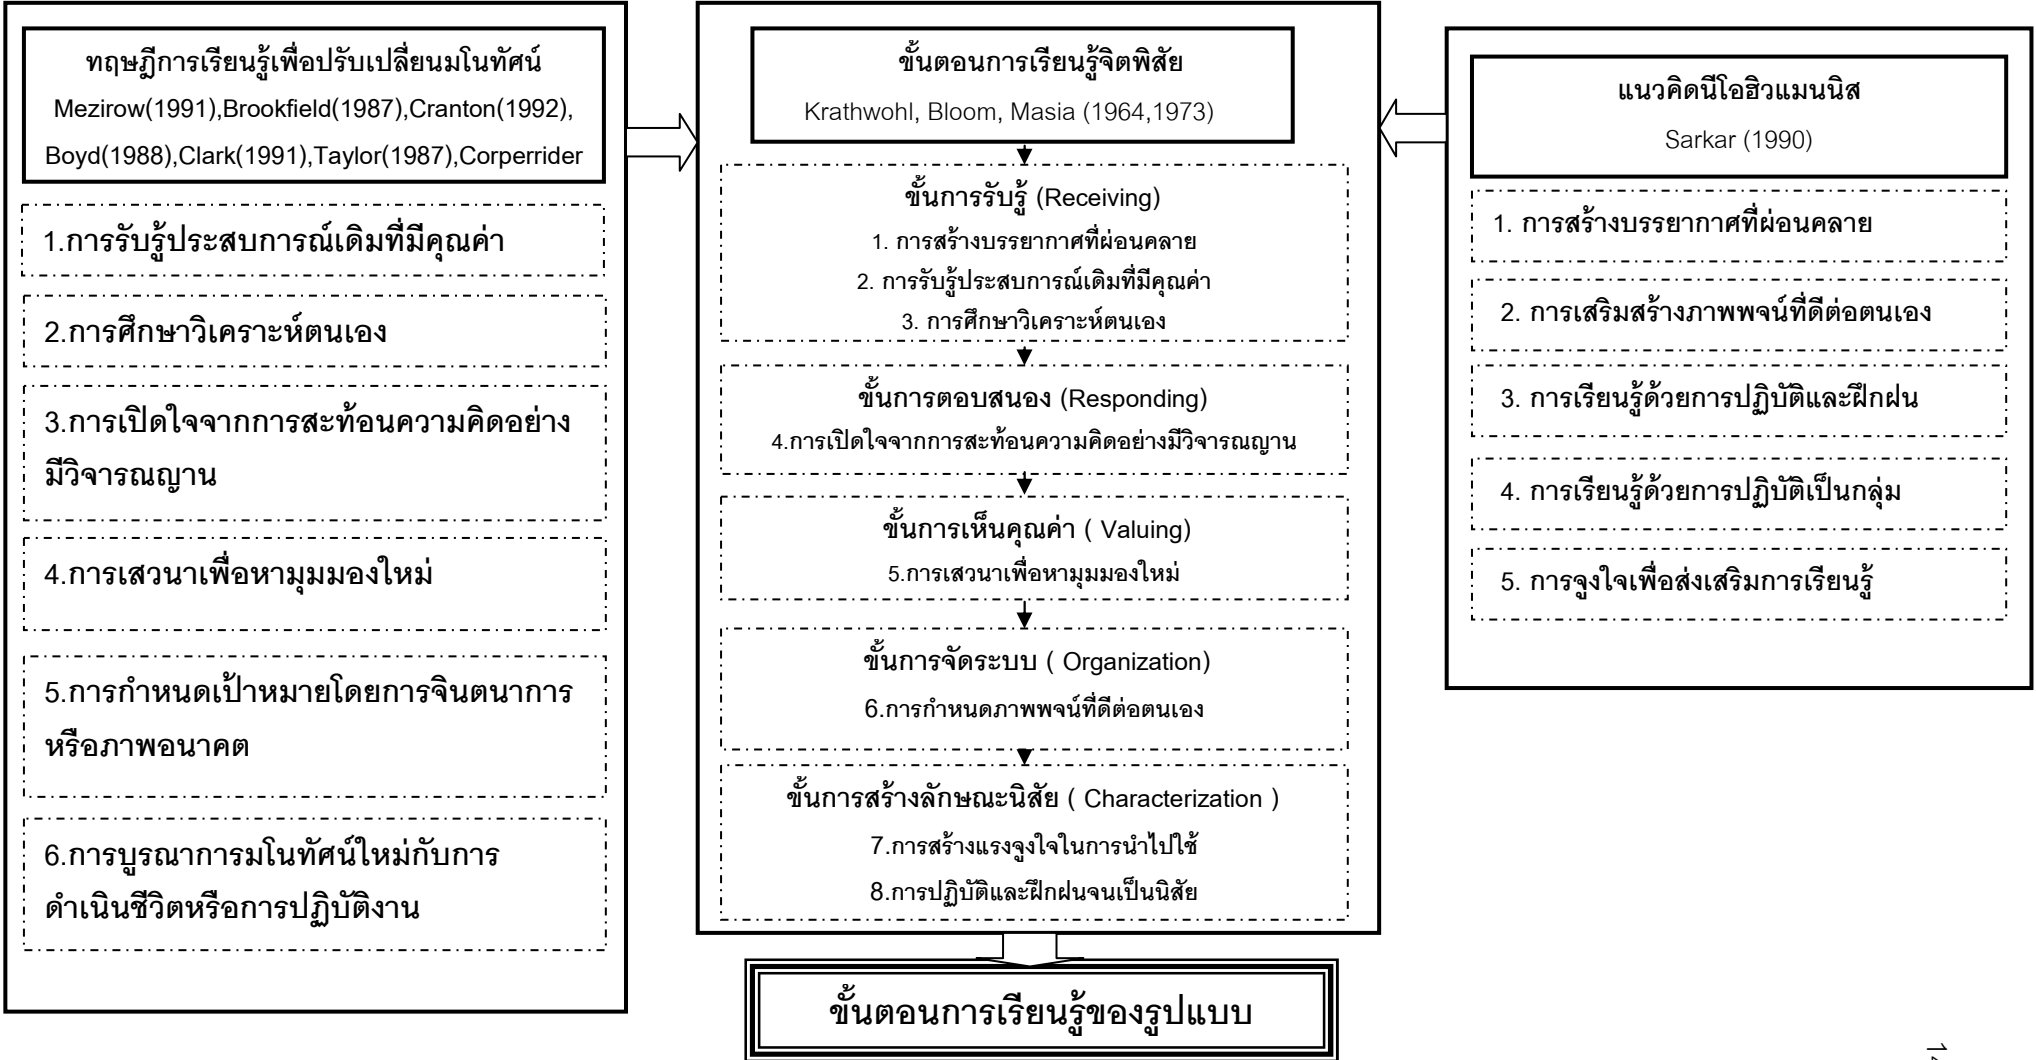 ทฤษฎีการเรียนรู้เพื่อปรับเปลี่ยนมโนทัศน์
Mezirow(1991),Brookfield(1987),Cranton(1992),
Boyd(1988),Clark(1991),Taylor(1987),Corperrider
1.การรับรู้ประสบการณ์เดิมที่มีคุณค่า
2.การศึกษาวิเคราะห์ตนเอง
3.การเปิดใจจากการสะท้อนความคิดอย่าง
มีวิจารณญาน
4.การเสวนาเพื่อหามุมมองใหม่
5.การกำหนดเป้าหมายโดยการจินตนาการ
หรือภาพอนาคต
6.การบูรณาการมโนทัศน์ใหม่กับการ
ดำเนินชีวิตหรือการปฏิบัติงาน
ขั้นตอนการเรียนรู้จิตพิสัย
Krathwohl, Bloom, Masia (1964,1973)
ขั้นการรับรู้ (Receiving)
1. การสร้างบรรยากาศที่ผ่อนคลาย
2. การรับรู้ประสบการณ์เดิมที่มีคุณค่า
3. การศึกษาวิเคราะห์ตนเอง
ขั้นการตอบสนอง (Responding)
4.การเปิดใจจากการสะท้อนความคิดอย่างมีวิจารณญาน
ขั้นการเห็นคุณค่า ( Valuing)
5.การเสวนาเพื่อหามุมมองใหม่
ขั้นการจัดระบบ ( Organization)
6.การกำหนดภาพพจน์ที่ดีต่อตนเอง
ขั้นการสร้างลักษณะนิสัย ( Characterization )
7.การสร้างแรงจูงใจในการนำไปใช้
8.การปฏิบัติและฝึกฝนจนเป็นนิสัย
ขั้นตอนการเรียนรู้ของรูปแบบ
แนวคิดนีโอฮิวแมนนิส
Sarkar (1990)
1. การสร้างบรรยากาศที่ผ่อนคลาย
2. การเสริมสร้างภาพพจน์ที่ดีต่อตนเอง
3. การเรียนรู้ด้วยการปฏิบัติและฝึกฝน
4. การเรียนรู้ด้วยการปฏิบัติเป็นกลุ่ม
5. การจูงใจเพื่อส่งเสริมการเรียนรู้